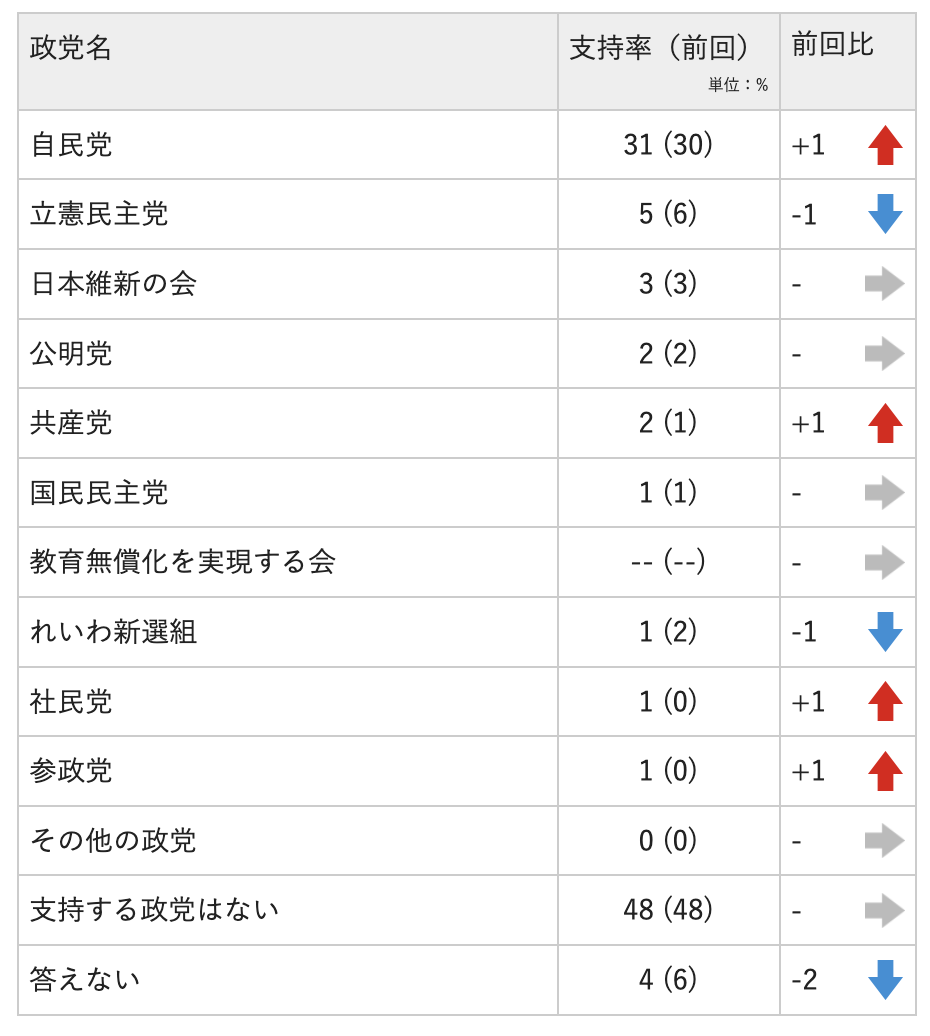 政党名 支持率（前回） 前回比
単位：%
自民党 31 (30) +1
立憲民主党 5 (6) -1
日本維新の会 3 (3) -
公明党 2 (2) -
共産党 2 (1) +1
国民民主党 1 (1) -
教育無償化を実現する会 -- (--) -
れいわ新選組 1 (2) -1
社民党 1 (0) +1
参政党 1 (0) +1
その他の政党 0 (0) -
支持する政党はない 48 (48) -
答えない 4 (6) -2